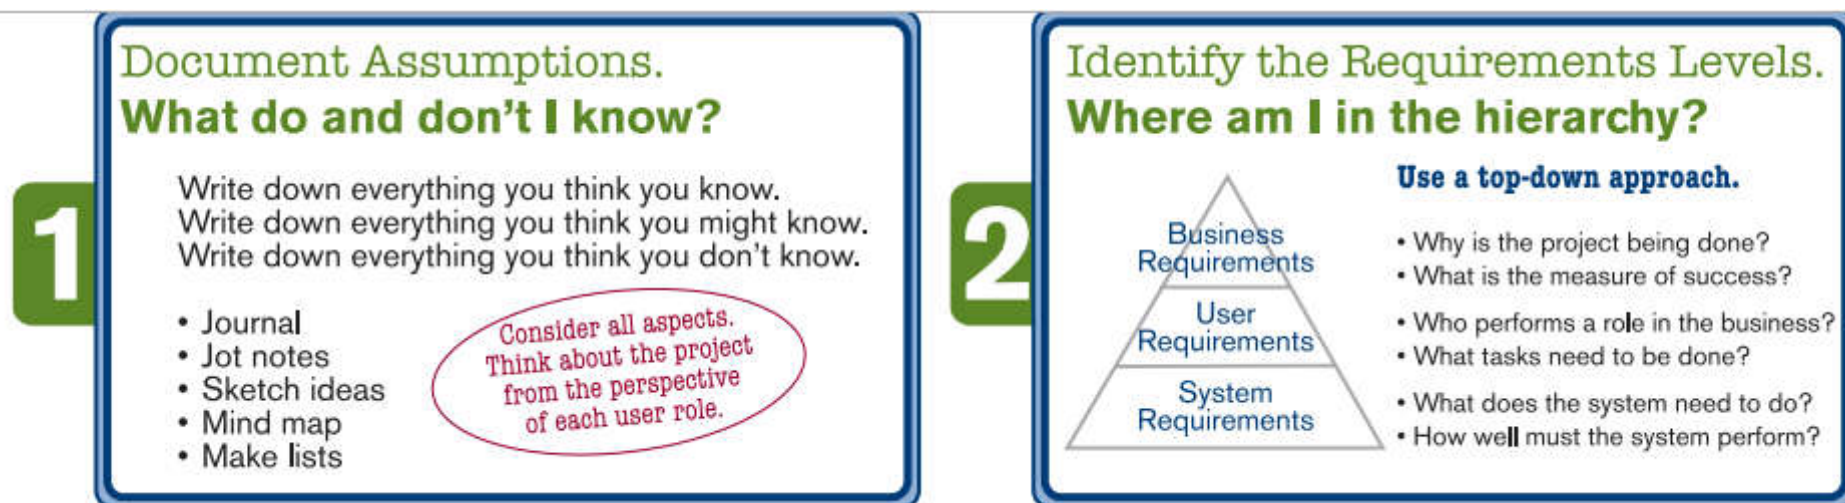 1
Document Assumptions.
What do and don't I know?
Write down everything you think you know.
Write down everything you think you might know.
Write down everything you think you don't know.
• Journal
• Jot notes
• Sketch ideas
• Mind map
• Make lists
Consider all aspects.
Think about the project
from the perspective
of each user role.
2
Identify the Requirements Levels.
Where am I in the hierarchy?
Business
Requirements
User
Requirements
System
Requirements
Use a top-down approach.
• Why is the project being done?
• What is the measure of success?
• Who performs a role in the business?
• What tasks need to be done?
• What does the system need to do?
• How well must the system perform?